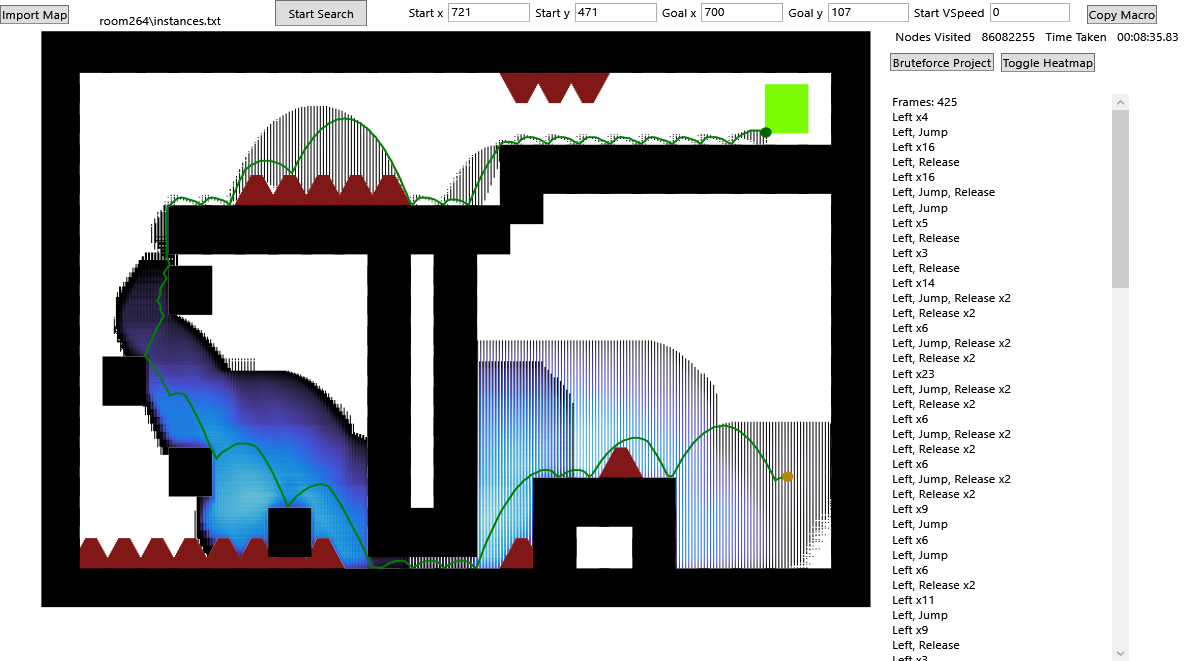 Import Map room264\instances.txt Start Search Start x 721 Start y 471 Goal x 700 Goal y 107 Start VSpeed 0 Copy Macro
Nodes Visited 86082255 Time Taken 00:08:35.83
Bruteforce Project Toggle Heatmap
Frames: 425
Left x4
Left, Jump
Left x16
Left, Release
Left x16
Left, Jump, Release
Left, Jump
Left x5
Left, Release
Left x3
Left, Release
Left x14
Left, Jump, Release x2
Left, Release x2
Left x6
Left, Jump, Release x2
Left, Release x2
Left x23
Left, Jump, Release x2
Left, Release x2
Left x6
Left, Jump, Release x2
Left, Release x2
Left x6
Left, Jump, Release x2
Left, Release x2
Left x9
Left, Jump
Left x6
Left, Jump
Left x6
Left, Release x2
Left x11
Left, Jump
Left x9
Left, Release
Left x3